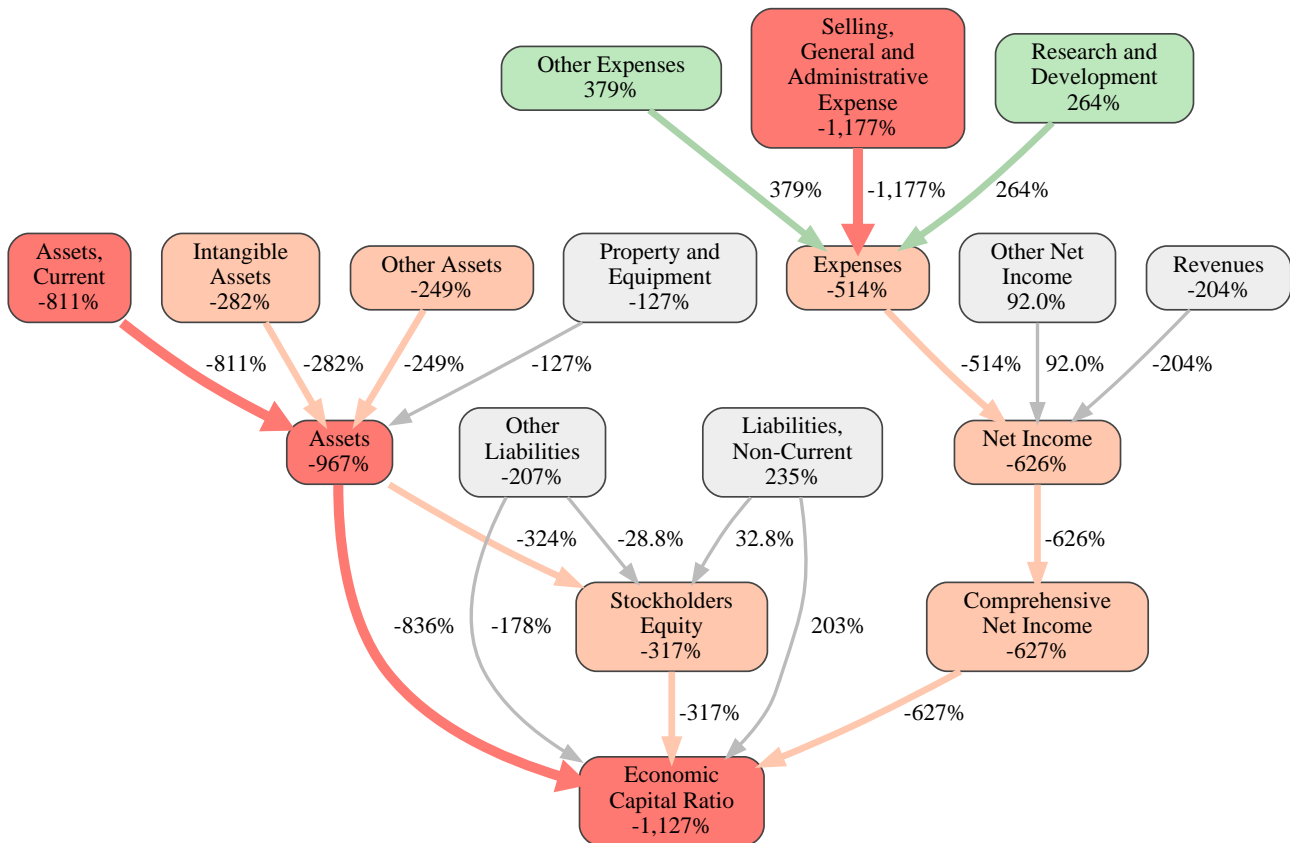 Selling,
General and
Administrative
Expense
-1,177%
Other Expenses
379%
Research and
Development
264%
379%
-1,177%
264%
Assets,
Current
-811%
Intangible
Assets
-282%
Other Assets
-249%
Property and
Equipment
-127%
Expenses
-514%
Other Net
Income
92.0%
Revenues
-204%
-811%
-282%
-249%
-127%
-514%
92.0%
-204%
Assets
-967%
Other
Liabilities
-207%
Liabilities,
Non-Current
235%
Net Income
-626%
-324%
-28.8%
32.8%
-626%
-836%
-178%
Stockholders
Equity
-317%
203%
Comprehensive
Net Income
-627%
-317%
-627%
Economic
Capital Ratio
-1,127%